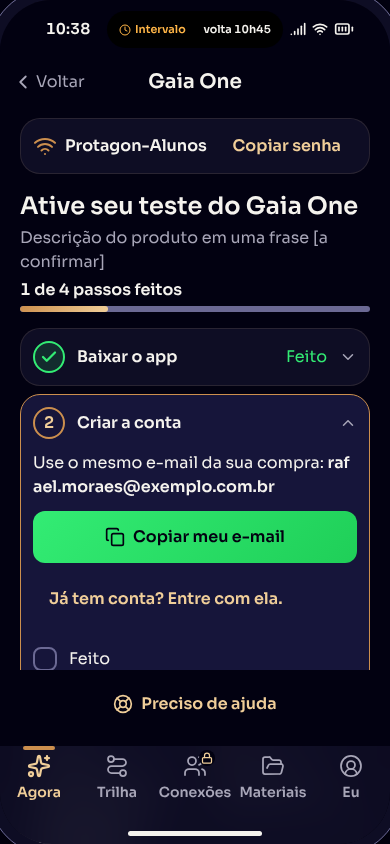 10:38
Intervalo volta 10h45
Voltar
Gaia One
Protagon-Alunos
Copiar senha
Ative seu teste do Gaia One
Descrição do produto em uma frase [a
confirmar]
1 de 4 passos feitos
Baixar o app
Feito
2
Criar a conta
Use o mesmo e-mail da sua compra: raf
ael.moraes@exemplo.com.br
Copiar meu e-mail
Já tem conta? Entre com ela.
Feito
Preciso de ajuda
Agora
Trilha
Conexões
Materiais
Eu